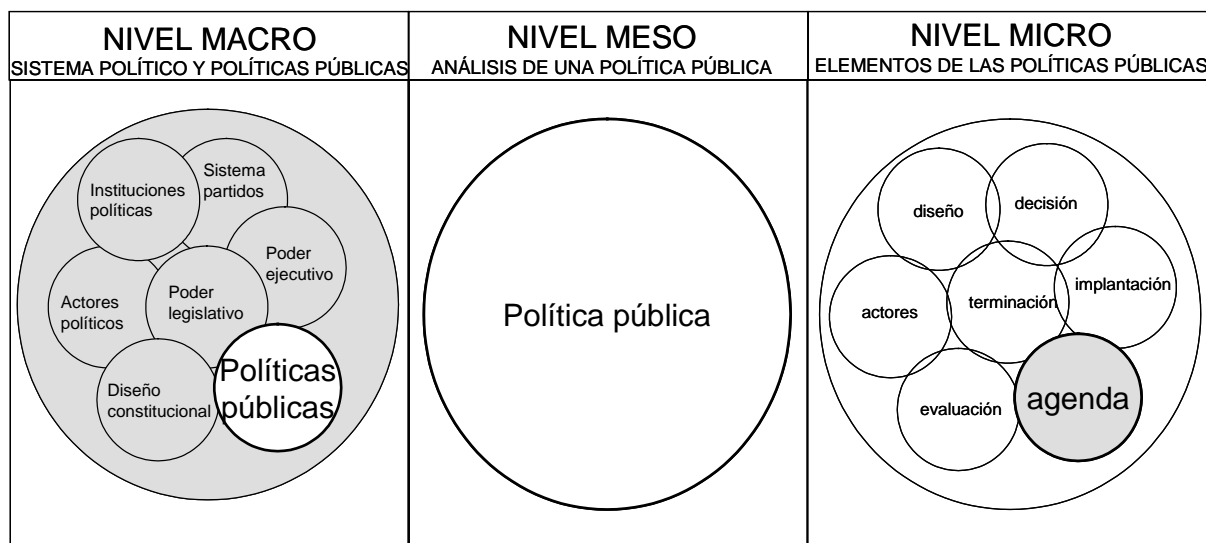 NIVEL MACRO
SISTEMA POLÍTICO Y POLÍTICAS PÚBLICAS
NIVEL MESO
ANÁLISIS DE UNA POLÍTICA PÚBLICA
NIVEL MICRO
ELEMENTOS DE LAS POLÍTICAS PÚBLICAS
Instituciones
políticas
Sistema
partidos
Poder
ejecutivo
Actores
políticos
Poder
legislativo
Diseño
constitucional
Políticas
públicas
Política pública
diseño
decisión
implantación
actores
terminación
evaluación
agenda